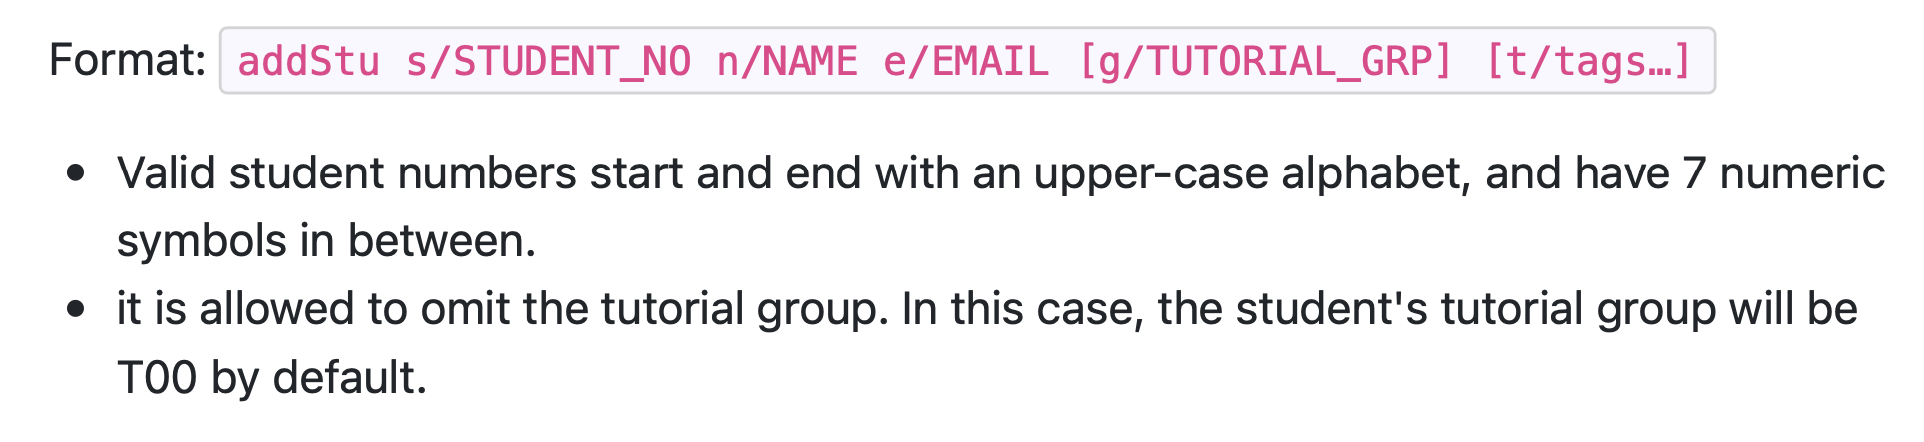 Format: addStu s/STUDENT_NO n/NAME e/EMAIL [g/TUTORIAL_GRP] [t/tags…]
• Valid student numbers start and end with an upper-case alphabet, and have 7 numeric
symbols in between.
• it is allowed to omit the tutorial group. In this case, the student's tutorial group will be
T00 by default.